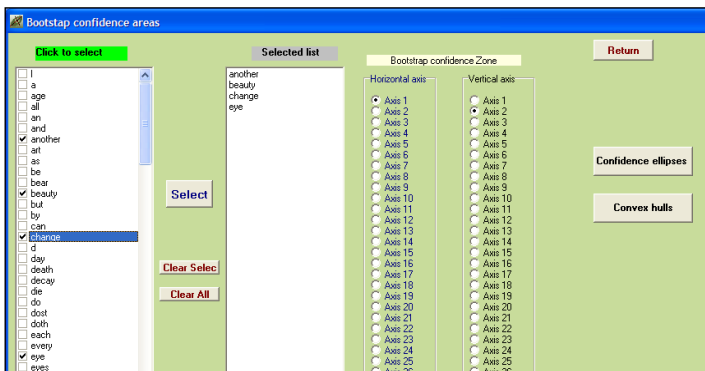 Bootstap confidence areas
Click to select
I
a
age
all
an
and
another
art
as
be
bear
beauty
but
by
can
change
d
day
death
decay
die
do
dost
doth
each
every
eye
eyes
Select
Clear Selec
Clear All
Selected list
another
beauty
change
eye
Bootstrap confidence Zone
Horizontal axis
Axis 1
Axis 2
Axis 3
Axis 4
Axis 5
Axis 6
Axis 7
Axis 8
Axis 9
Axis 10
Axis 11
Axis 12
Axis 13
Axis 14
Axis 15
Axis 16
Axis 17
Axis 18
Axis 19
Axis 20
Axis 21
Axis 22
Axis 23
Axis 24
Axis 25
Axis 26
Vertical axis
Axis 1
Axis 2
Axis 3
Axis 4
Axis 5
Axis 6
Axis 7
Axis 8
Axis 9
Axis 10
Axis 11
Axis 12
Axis 13
Axis 14
Axis 15
Axis 16
Axis 17
Axis 18
Axis 19
Axis 20
Axis 21
Axis 22
Axis 23
Axis 24
Axis 25
Axis 26
Return
Confidence ellipses
Convex hulls